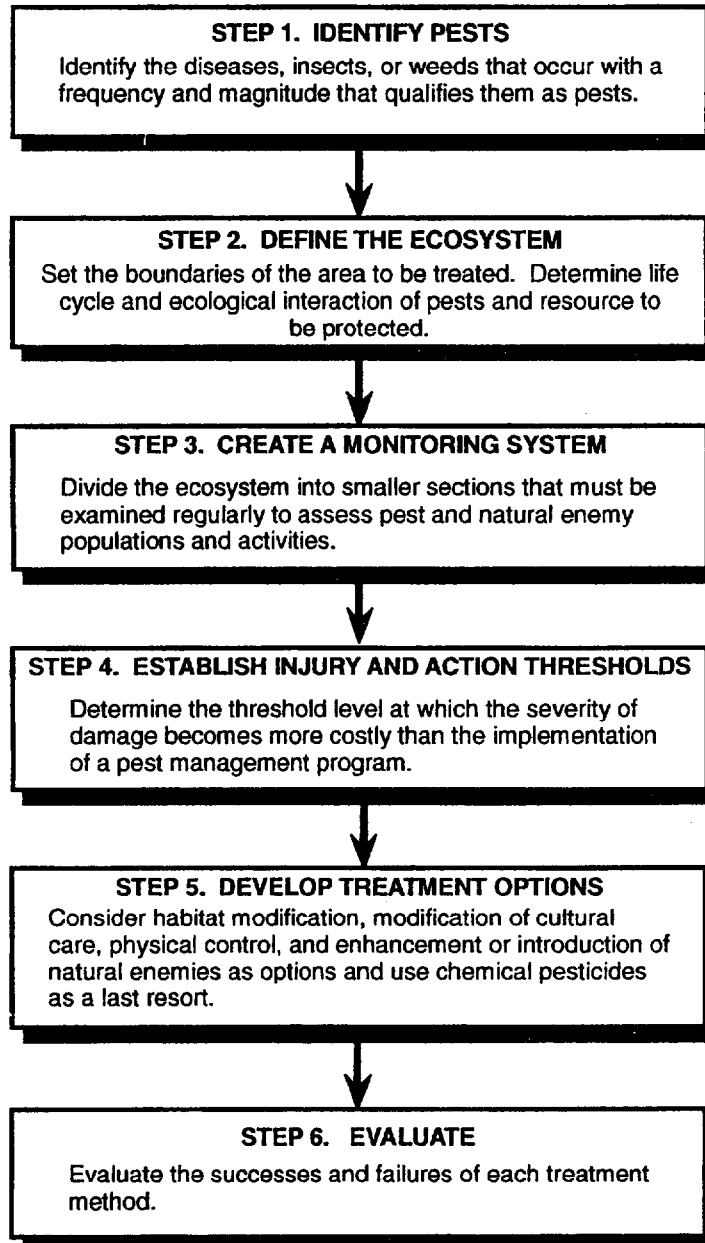 STEP 1. IDENTIFY PESTS
Identify the diseases, insects, or weeds that occur with a
frequency and magnitude that qualifies them as pests.
STEP 2. DEFINE THE ECOSYSTEM
Set the boundaries of the area to be treated. Determine life
cycle and ecological interaction of pests and resource to
be protected.
STEP 3. CREATE A MONITORING SYSTEM
Divide the ecosystem into smaller sections that must be
examined regularly to assess pest and natural enemy
populations and activities.
STEP 4. ESTABLISH INJURY AND ACTION THRESHOLDS
Determine the threshold level at which the severity of
damage becomes more costly than the implementation
of a pest management program.
STEP 5. DEVELOP TREATMENT OPTIONS
Consider habitat modification, modification of cultural
care, physical control, and enhancement or introduction of
natural enemies as options and use chemical pesticides
as a last resort.
STEP 6. EVALUATE
Evaluate the successes and failures of each treatment
method.